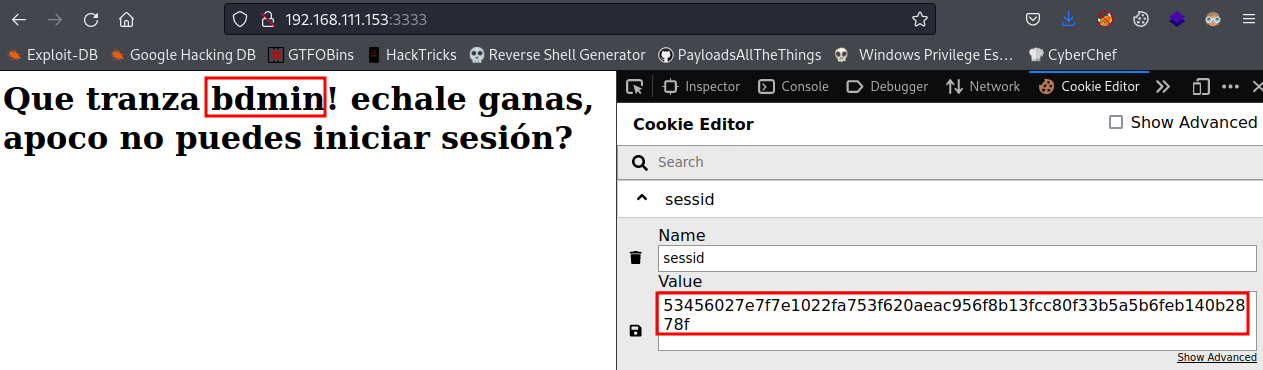 192.168.111.153:3333
Exploit-DB Google Hacking DB GTFOBins HackTricks Reverse Shell Generator PayloadsAllTheThings Windows Privilege Es... CyberChef
Que tranza bdmin! echale ganas,
apoco no puedes iniciar sesión?
Inspector Console Debugger Network Cookie Editor
Cookie Editor Show Advanced
Search
sessid
Name
sessid
Value
53456027e7f7e1022fa753f620aeac956f8b13fcc80f33b5a5b6feb140b28
78f
Show Advanced